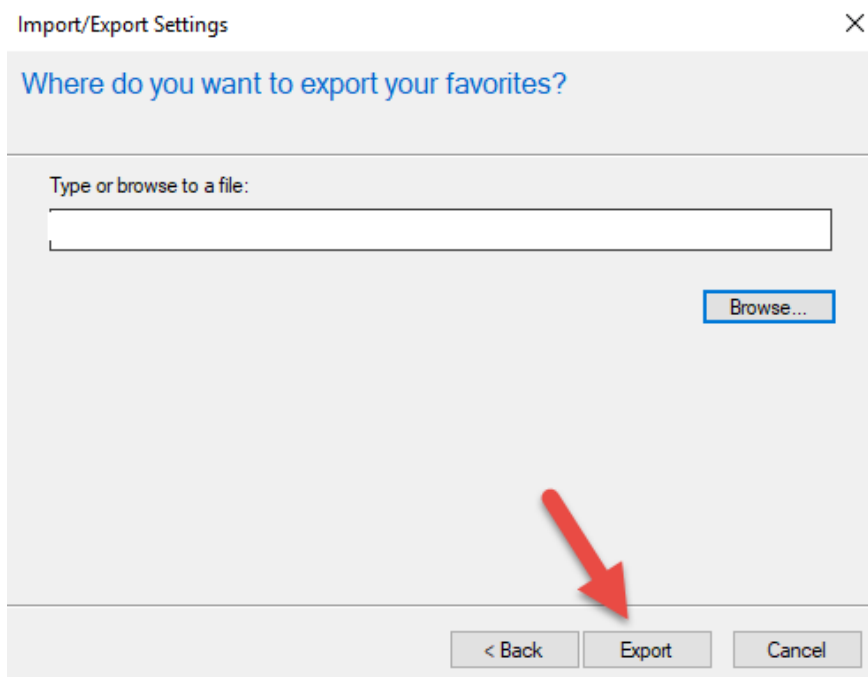 Import/Export Settings
Where do you want to export your favorites?
Type or browse to a file:
Browse...
< Back Export Cancel